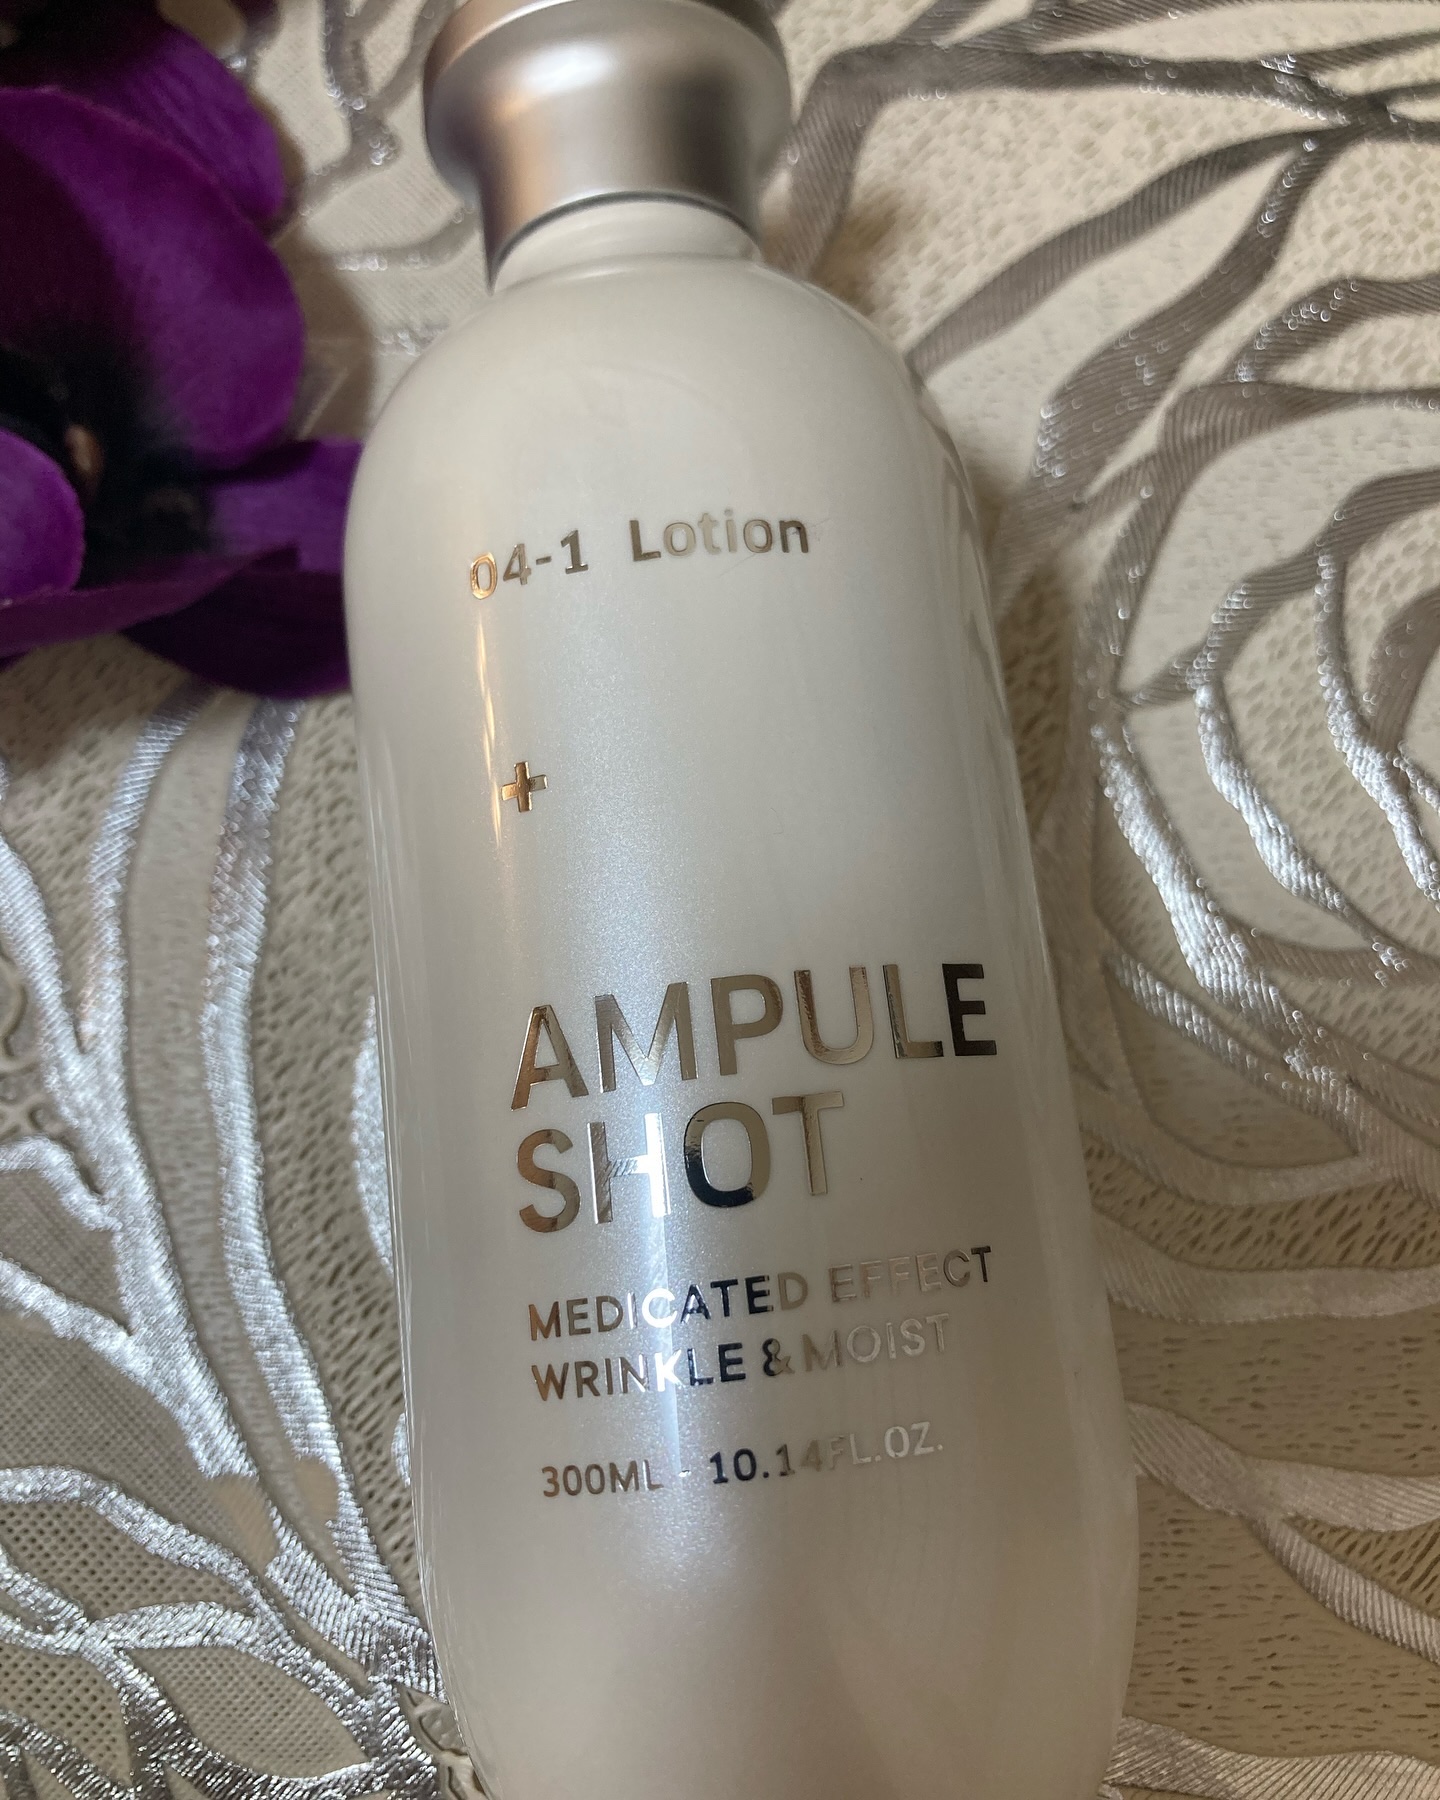 04-1 Lotion
+
AMPULE
SHOT
MEDICATED EFFECT
WRINKLE & MOIST
300ML - 10.14FL.OZ.